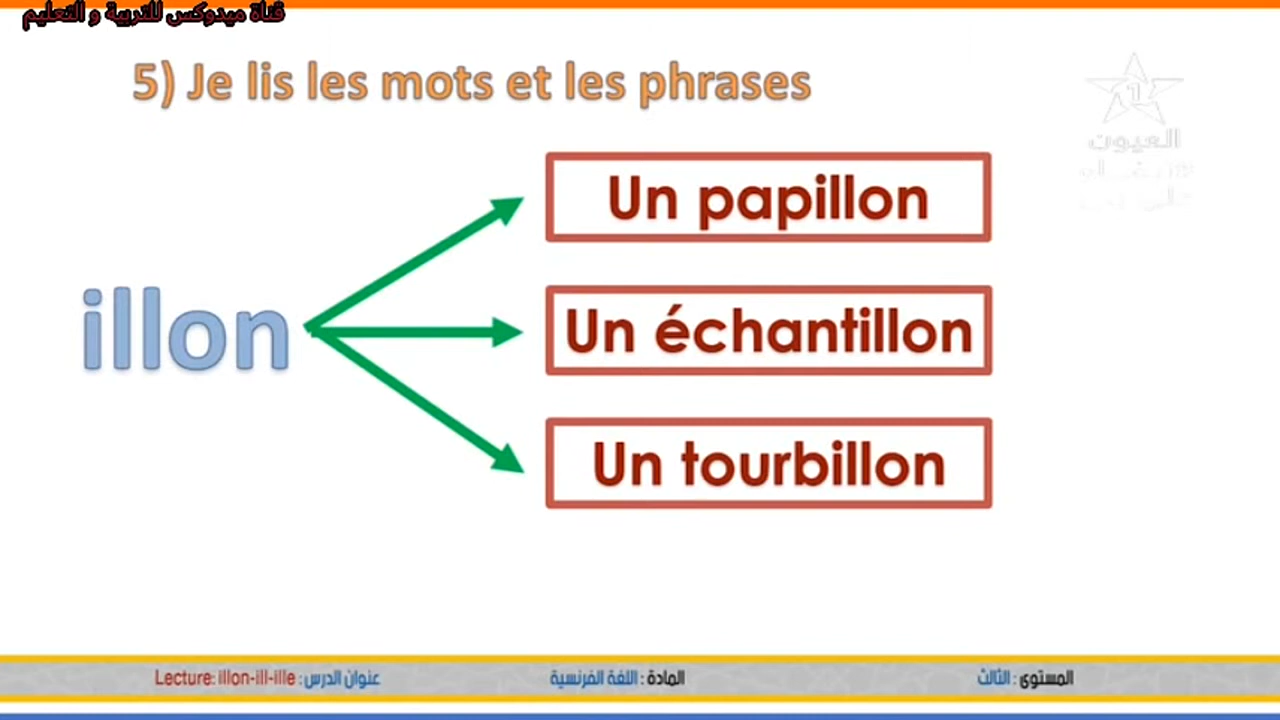 قناة ميدوكس للتربية و التعليم
5) Je lis les mots et les phrases
العيون
illon
Un papillon
Un échantillon
Un tourbillon
المستوى : الثالث
المادة : اللغة الفرنسية
عنوان الدرس : Lecture: illon-ill-ille